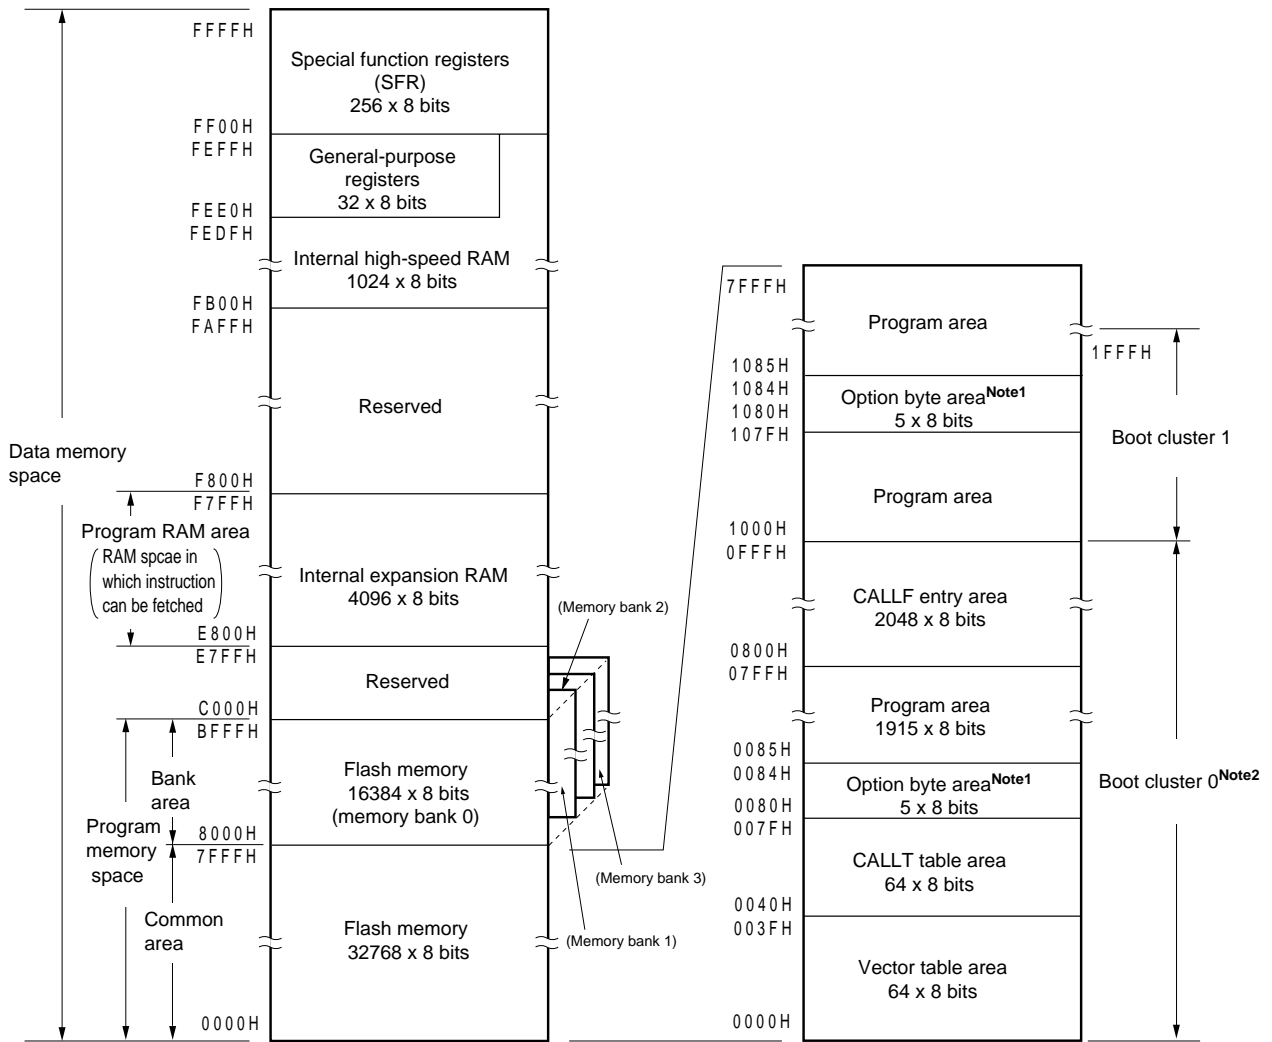 FFFFH
Special function registers
(SFR)
256 x 8 bits
FF00H
FEFFH
General-purpose
registers
32 x 8 bits
FEE0H
FEDFH
Internal high-speed RAM
1024 x 8 bits
FB00H
FAFFH
Reserved
Data memory
space
F800H
F7FFH
Program RAM area
RAM spcae in
which instruction
can be fetched
Internal expansion RAM
4096 x 8 bits
E800H
E7FFH
Reserved
C000H
BFFFH
Bank
area
Flash memory
16384 x 8 bits
(memory bank 0)
Program
memory
space
8000H
7FFFH
Common
area
Flash memory
32768 x 8 bits
0000H
(Memory bank 2)
(Memory bank 3)
(Memory bank 1)
7FFFH
Program area
1FFFH
1085H
1084H
Option byte areaNote1
5 x 8 bits
1080H
107FH
Boot cluster 1
Program area
1000H
0FFFH
CALLF entry area
2048 x 8 bits
0800H
07FFH
Program area
1915 x 8 bits
0085H
0084H
Option byte areaNote1
5 x 8 bits
Boot cluster 0Note2
0080H
007FH
CALLT table area
64 x 8 bits
0040H
003FH
Vector table area
64 x 8 bits
0000H